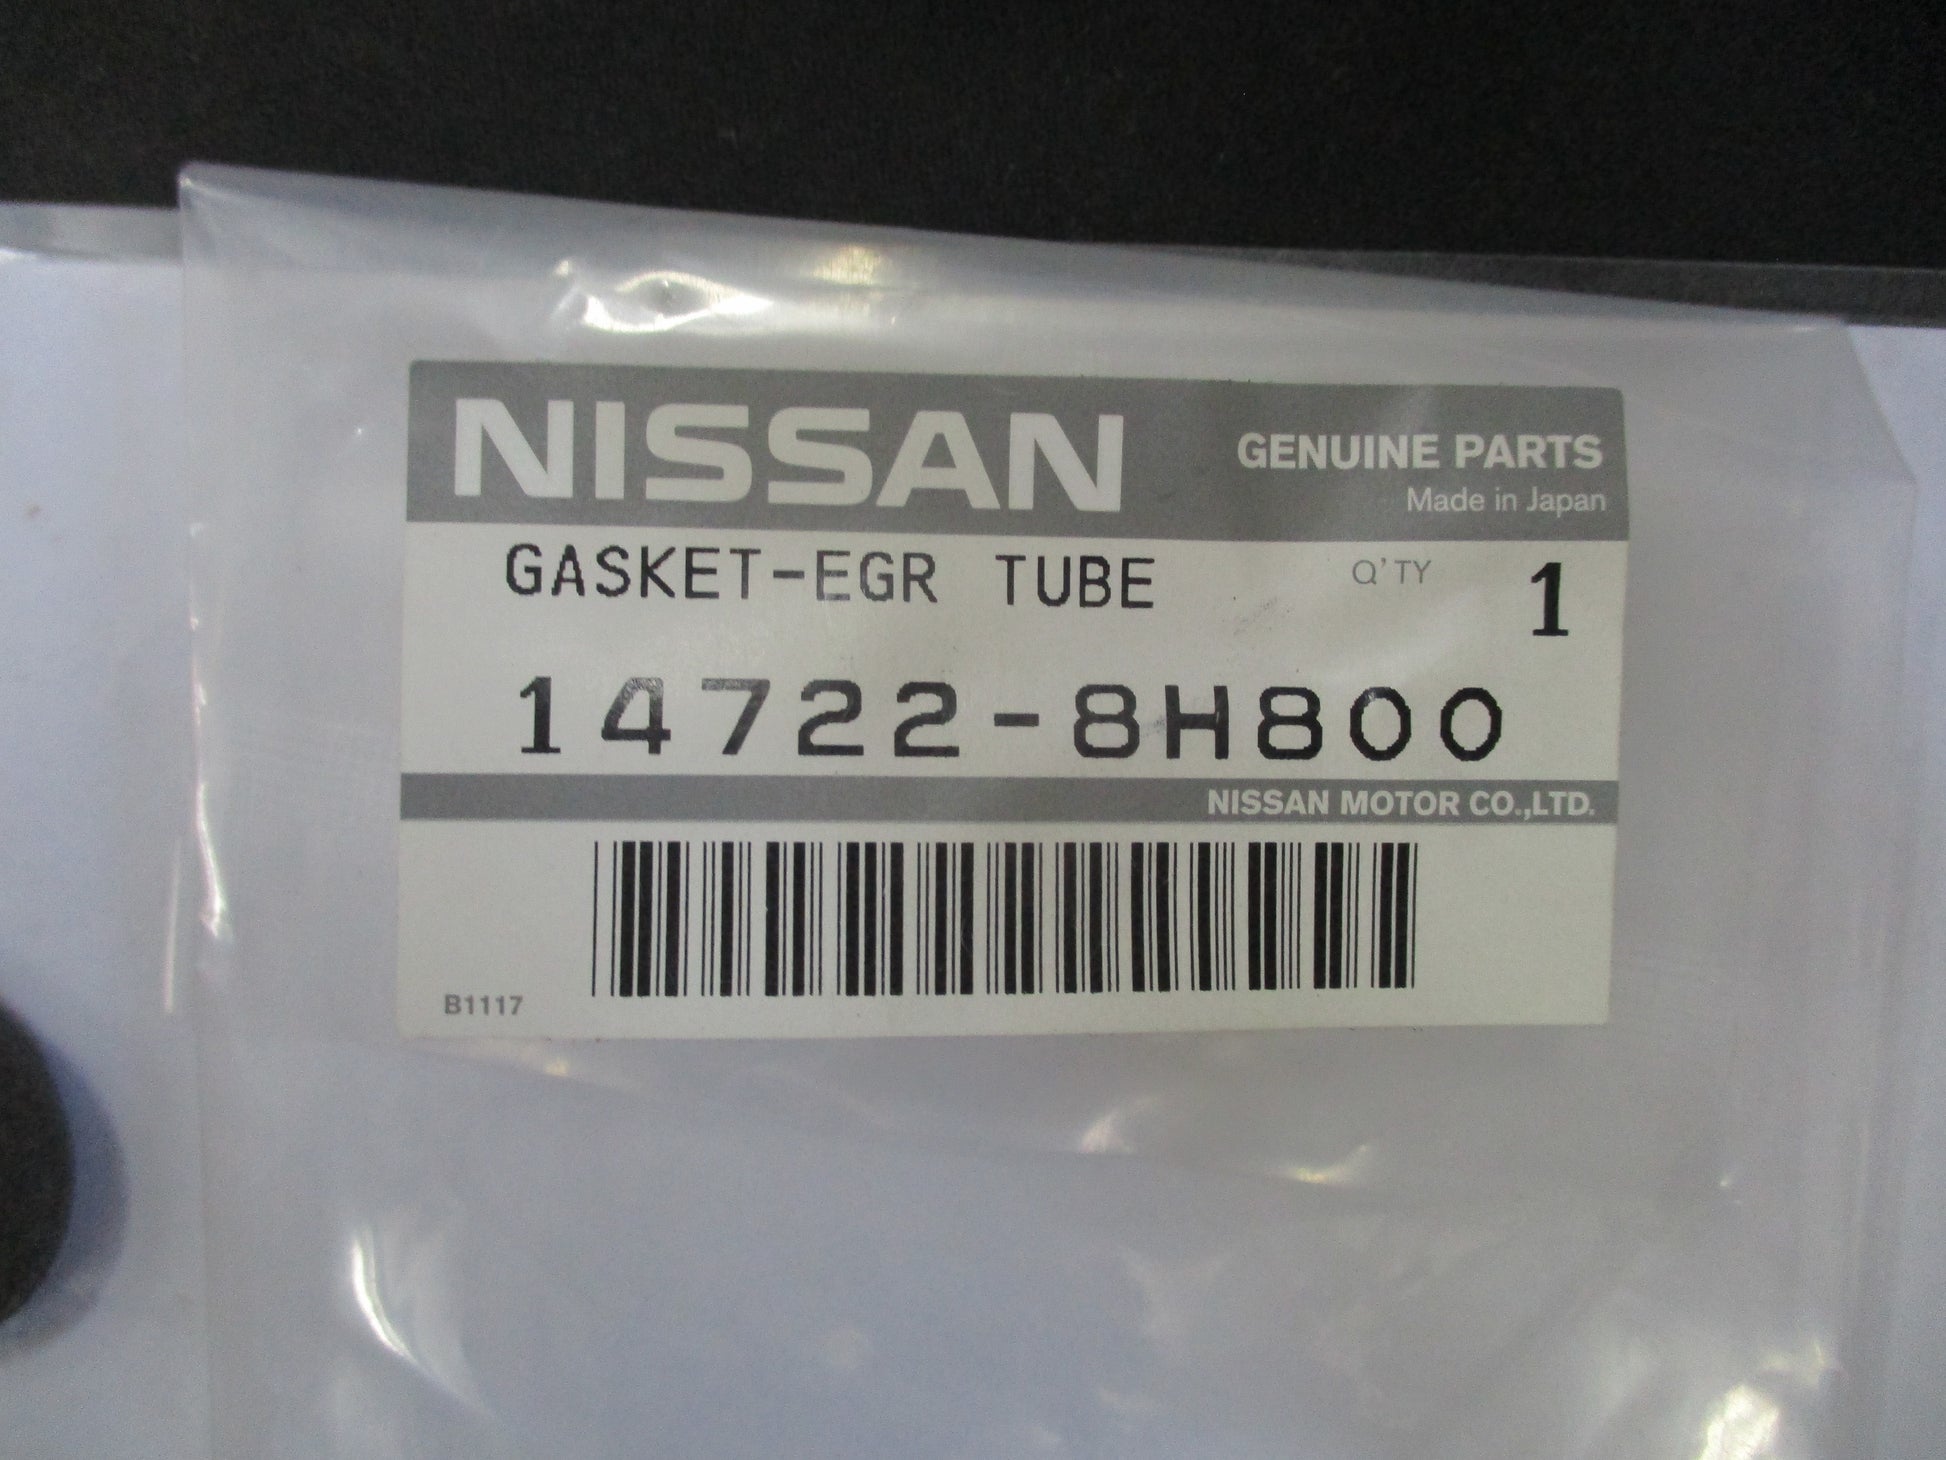 NISSAN
GENUINE PARTS
Made in Japan
GASKET-EGR TUBE Q'TY 1
14722-8H800
NISSAN MOTOR CO.,LTD.
B1117